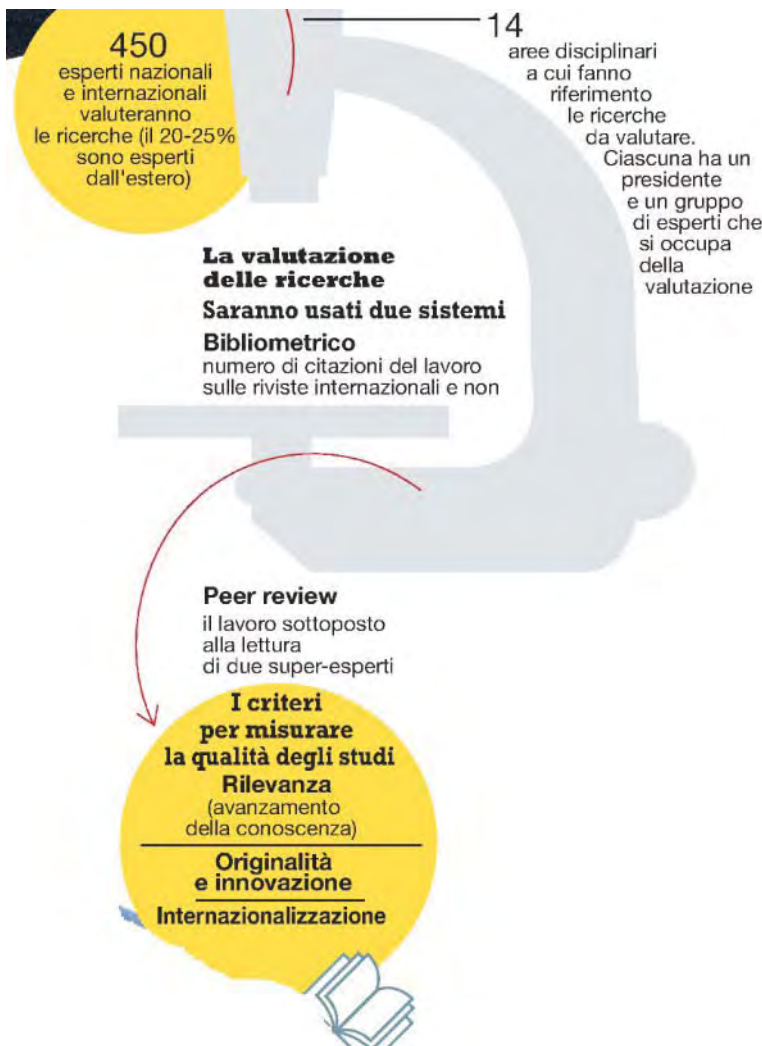 450
esperti nazionali
e internazionali
valuteranno
le ricerche (il 20-25%
sono esperti
dall'estero)
14
aree disciplinari
a cui fanno
riferimento
le ricerche
da valutare.
Ciascuna ha un
presidente
e un gruppo
di esperti che
si occupa
della
valutazione
La valutazione
delle ricerche
Saranno usati due sistemi
Bibliometrico
numero di citazioni del lavoro
sulle riviste internazionali e non
Peer review
il lavoro sottoposto
alla lettura
di due super-esperti
I criteri
per misurare
la qualità degli studi
Rilevanza
(avanzamento
della conoscenza)
Originalità
e innovazione
Internazionalizzazione